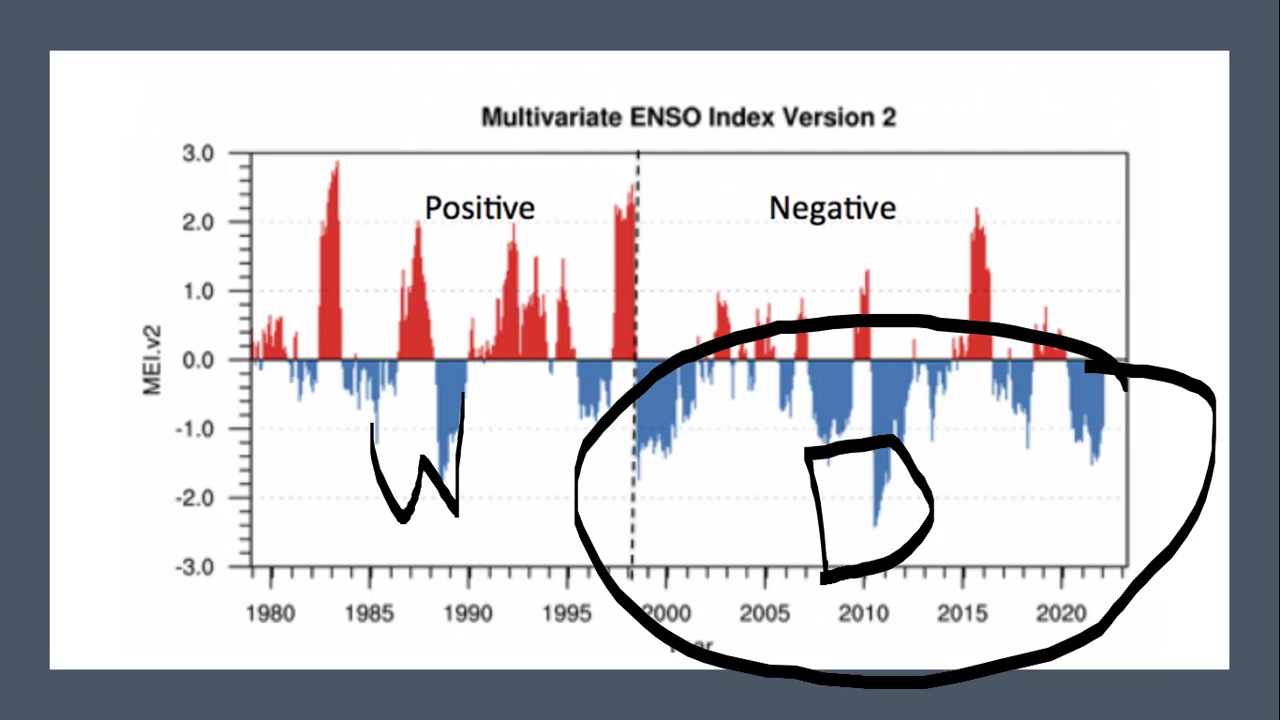 Multivariate ENSO Index Version 2
3.0
Positive
Negative
2.0
1.0
0.0
MEI.v2
-1.0
W
D
-2.0
-3.0
1980 1985 1990 1995 2000 2005 2010 2015 2020